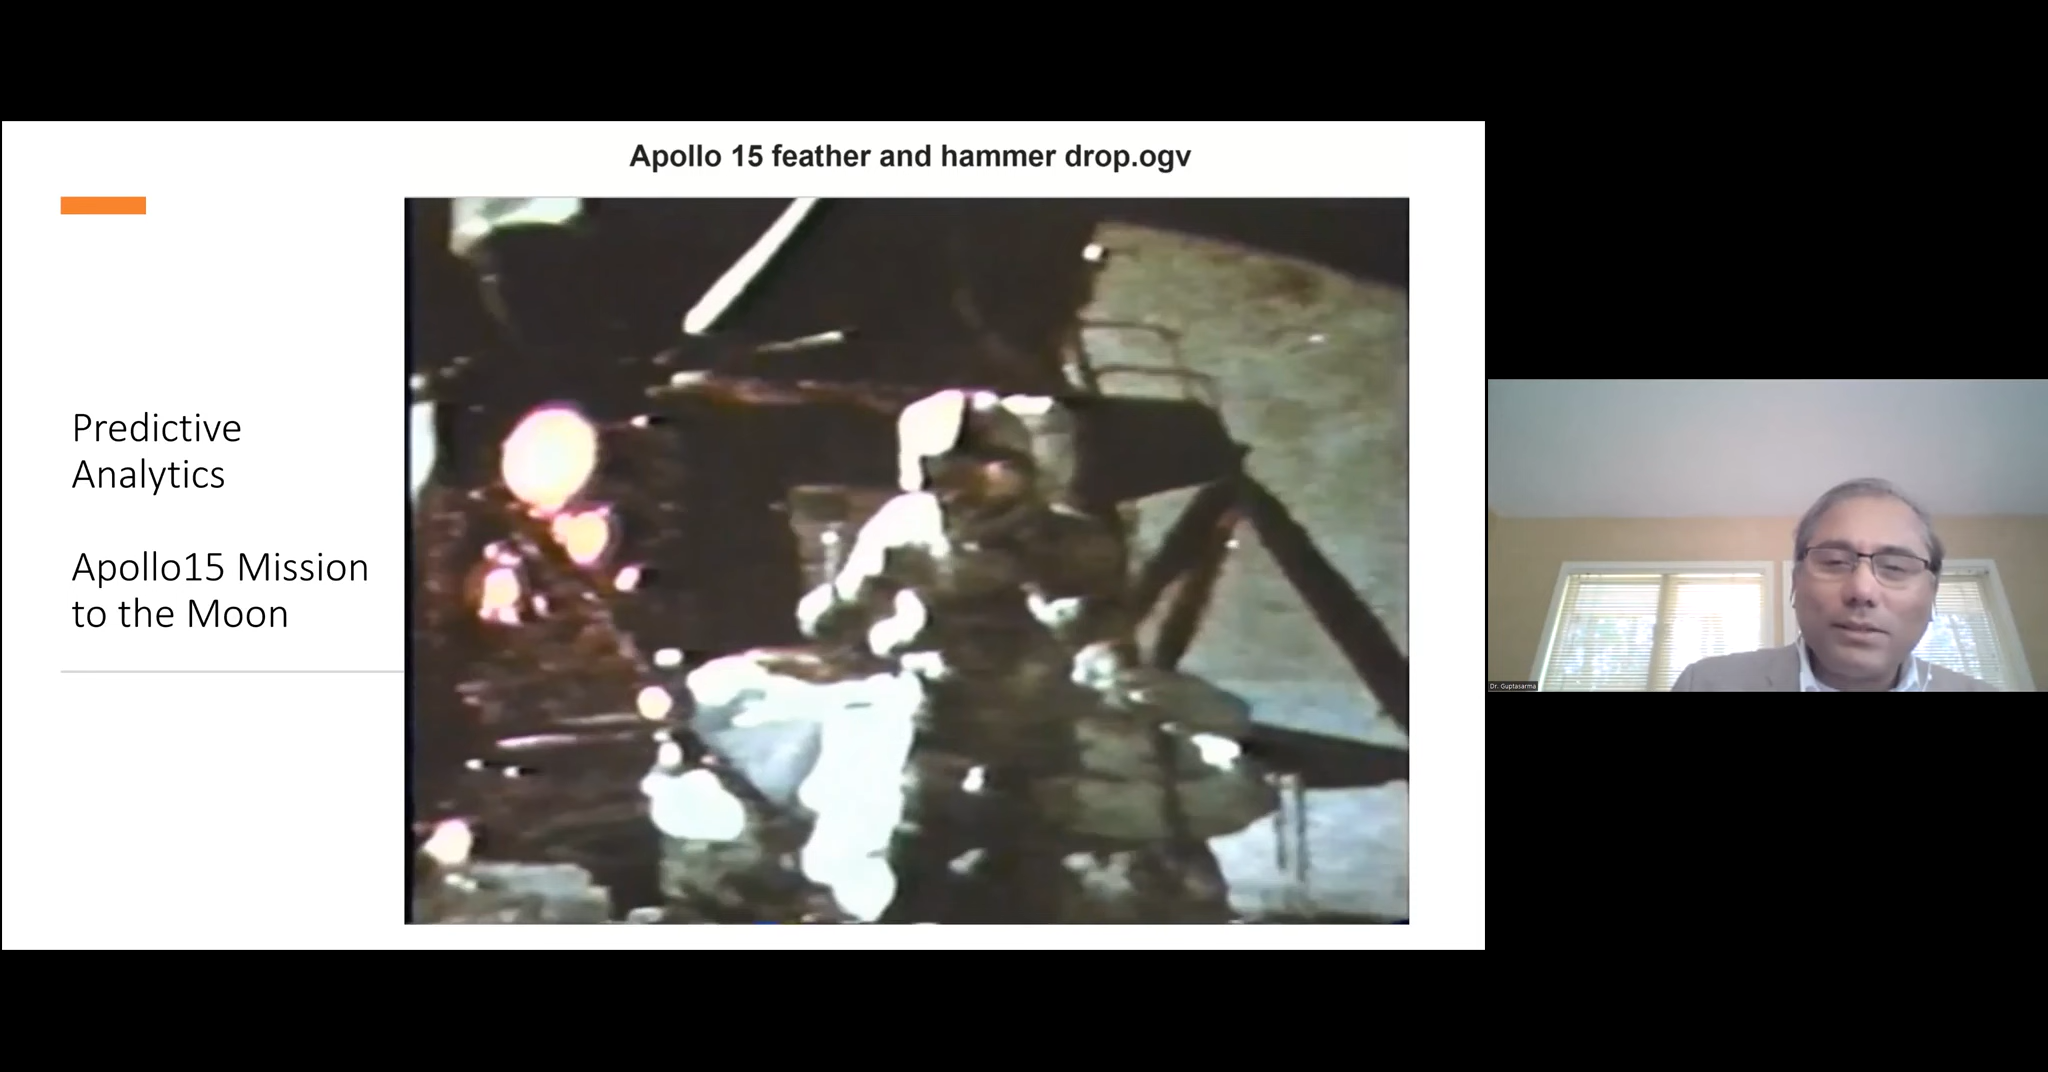 Apollo 15 feather and hammer drop.ogv
Predictive
Analytics
Apollo15 Mission
to the Moon
Dr. Guptasarma